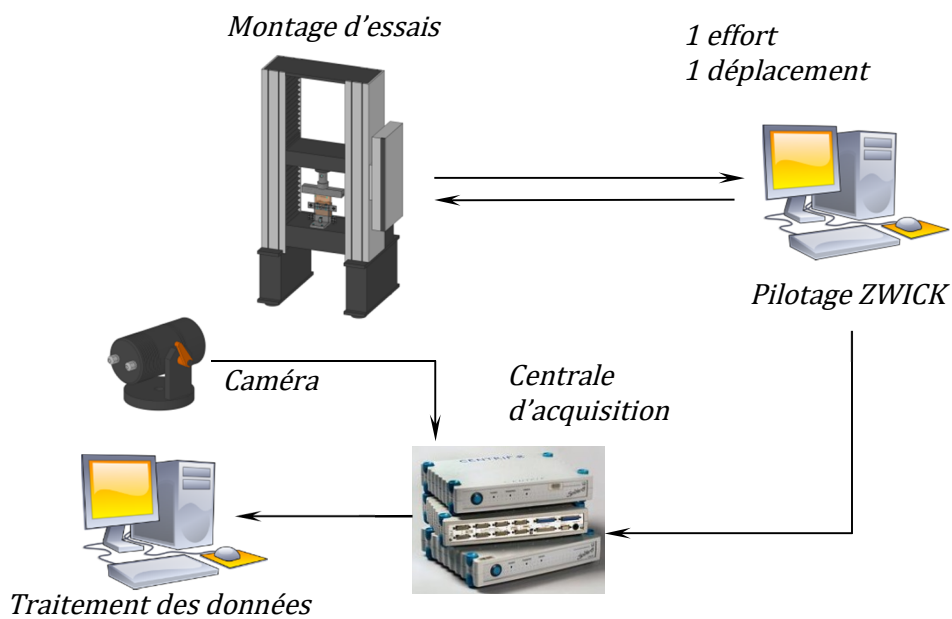 Montage d'essais
1 effort
1 déplacement
Pilotage ZWICK
Caméra
Centrale
d'acquisition
Traitement des données